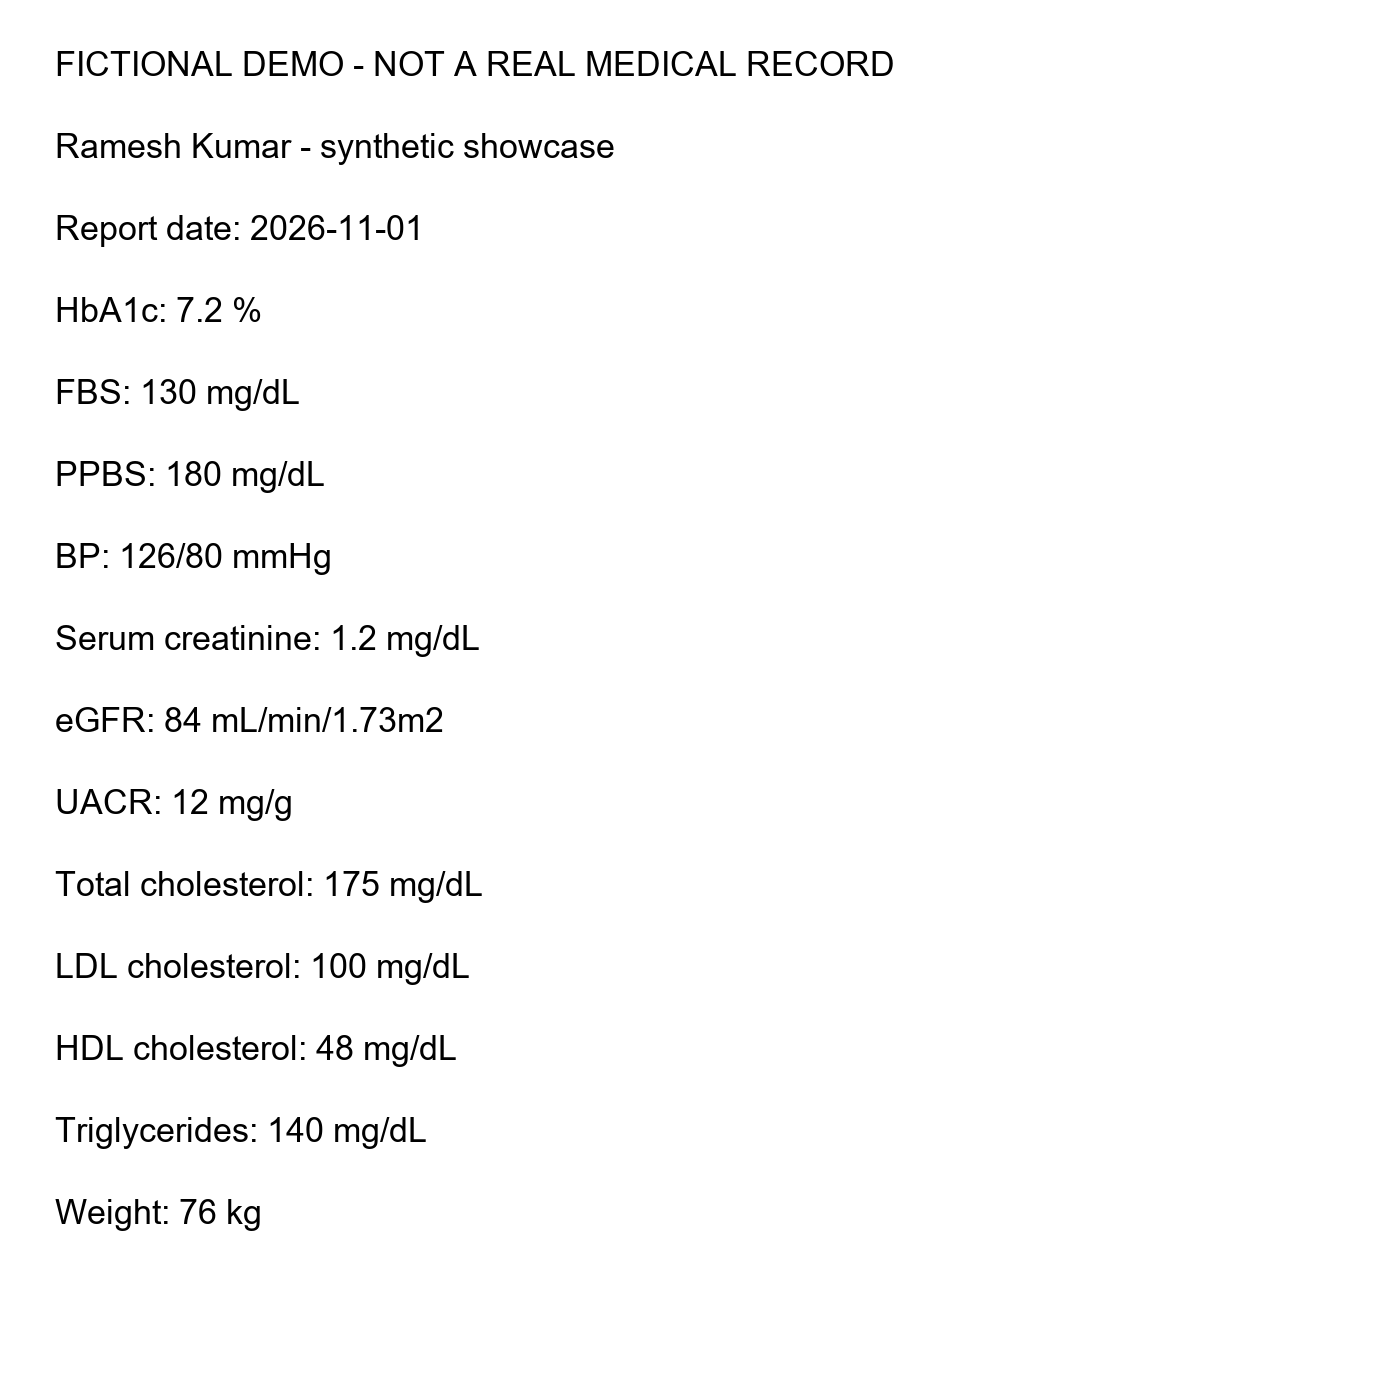 FICTIONAL DEMO - NOT A REAL MEDICAL RECORD
Ramesh Kumar - synthetic showcase
Report date: 2026-11-01
HbA1c: 7.2 %
FBS: 130 mg/dL
PPBS: 180 mg/dL
BP: 126/80 mmHg
Serum creatinine: 1.2 mg/dL
eGFR: 84 mL/min/1.73m2
UACR: 12 mg/g
Total cholesterol: 175 mg/dL
LDL cholesterol: 100 mg/dL
HDL cholesterol: 48 mg/dL
Triglycerides: 140 mg/dL
Weight: 76 kg